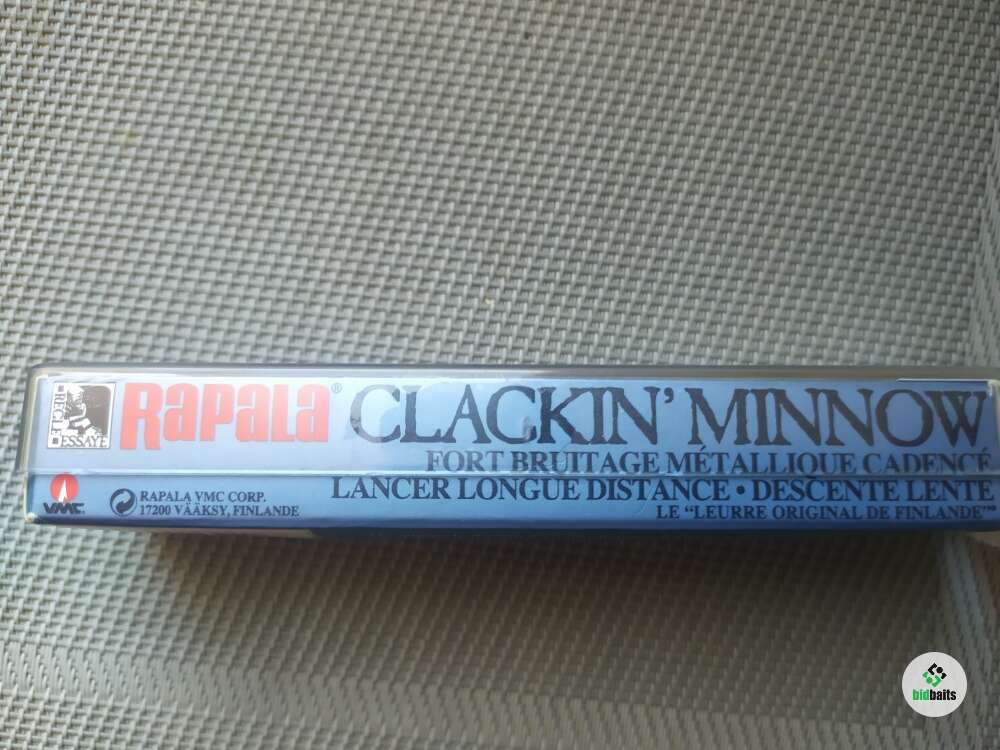 RÉGLÉ
ESSAYÉ
Rapala® CLACKIN' MINNOW
FORT BRUITAGE MÉTALLIQUE CADENCÉ
LANCER LONGUE DISTANCE • DESCENTE LENTE
LE "LEURRE ORIGINAL DE FINLANDE"®
VMC
RAPALA VMC CORP.
17200 VÄÄKSY, FINLANDE
bidbaits